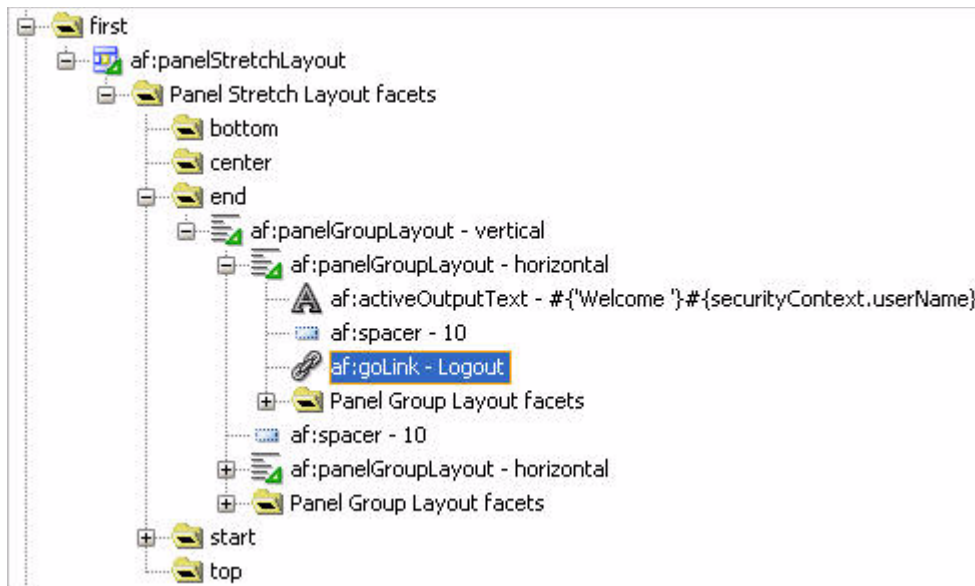 first
af:panelStretchLayout
Panel Stretch Layout facets
bottom
center
end
af:panelGroupLayout - vertical
af:panelGroupLayout - horizontal
af:activeOutputText - #{'Welcome '}#{securityContext.userName}
af:spacer - 10
af:goLink - Logout
Panel Group Layout facets
af:spacer - 10
af:panelGroupLayout - horizontal
Panel Group Layout facets
start
top